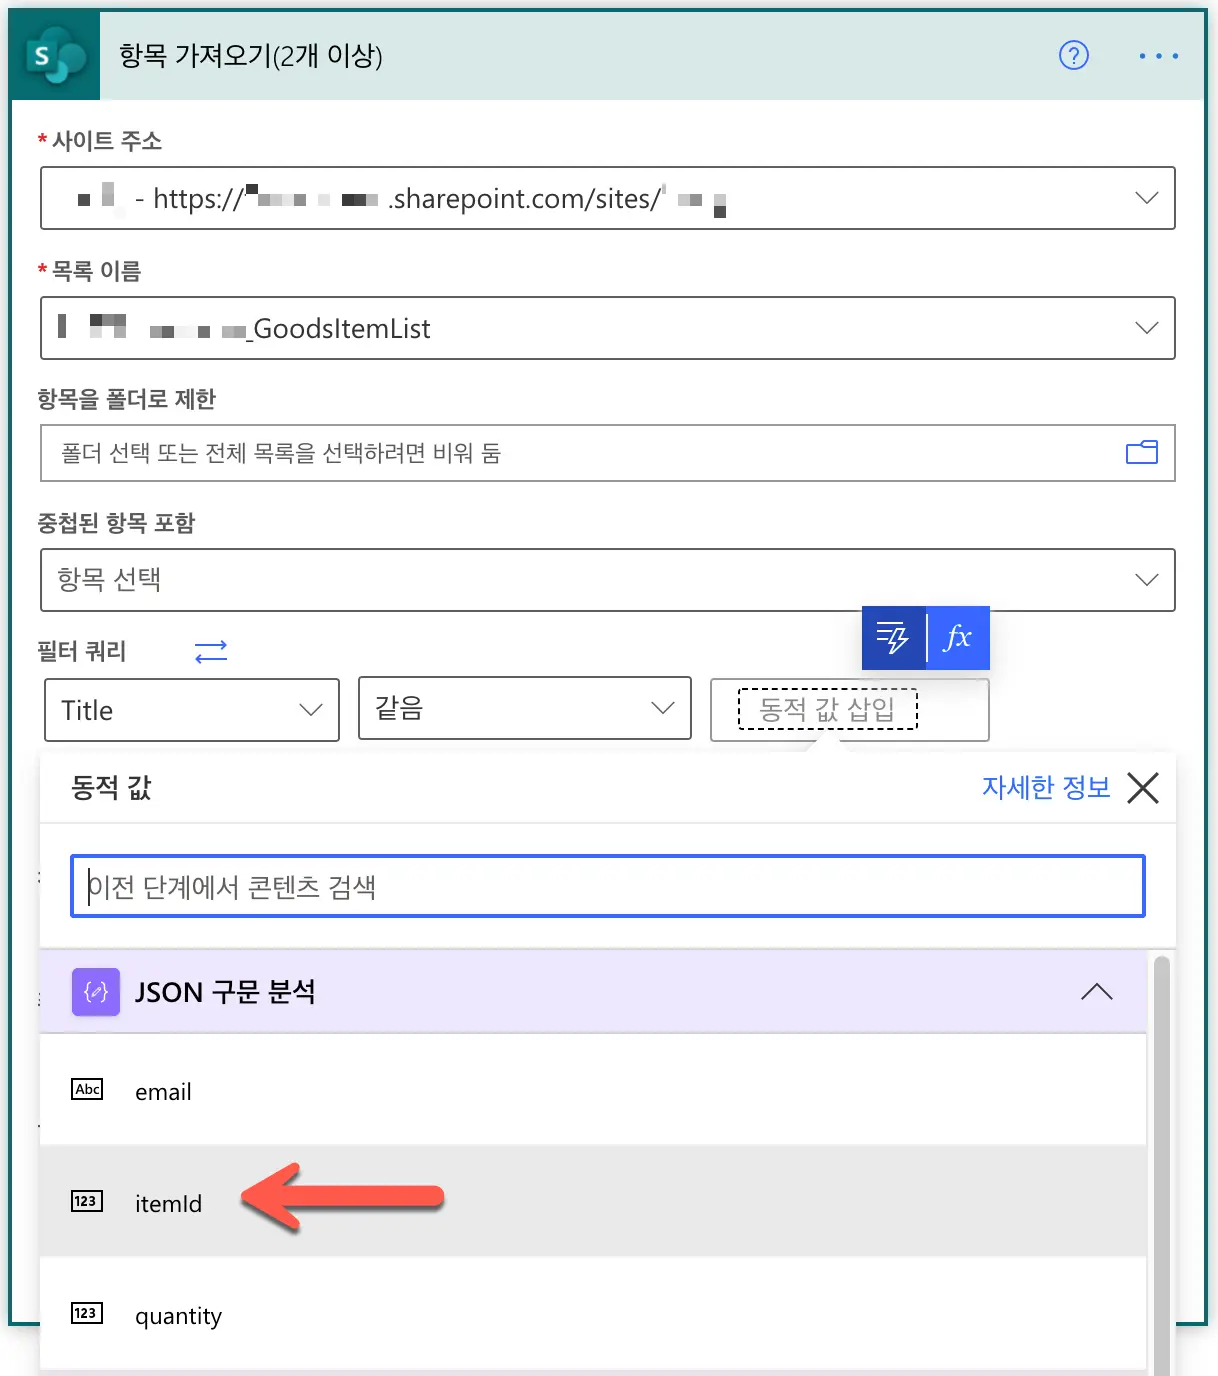 항목 가져오기(2개 이상)
* 사이트 주소
- https:// .sharepoint.com/sites/
* 목록 이름
_GoodsItemList
항목을 폴더로 제한
폴더 선택 또는 전체 목록을 선택하려면 비워 둠
중첩된 항목 포함
항목 선택
필터 쿼리
fx
Title
같음
동적 값 삽입
동적 값
자세한 정보
이전 단계에서 콘텐츠 검색
JSON 구문 분석
Abc email
123 itemId
123 quantity